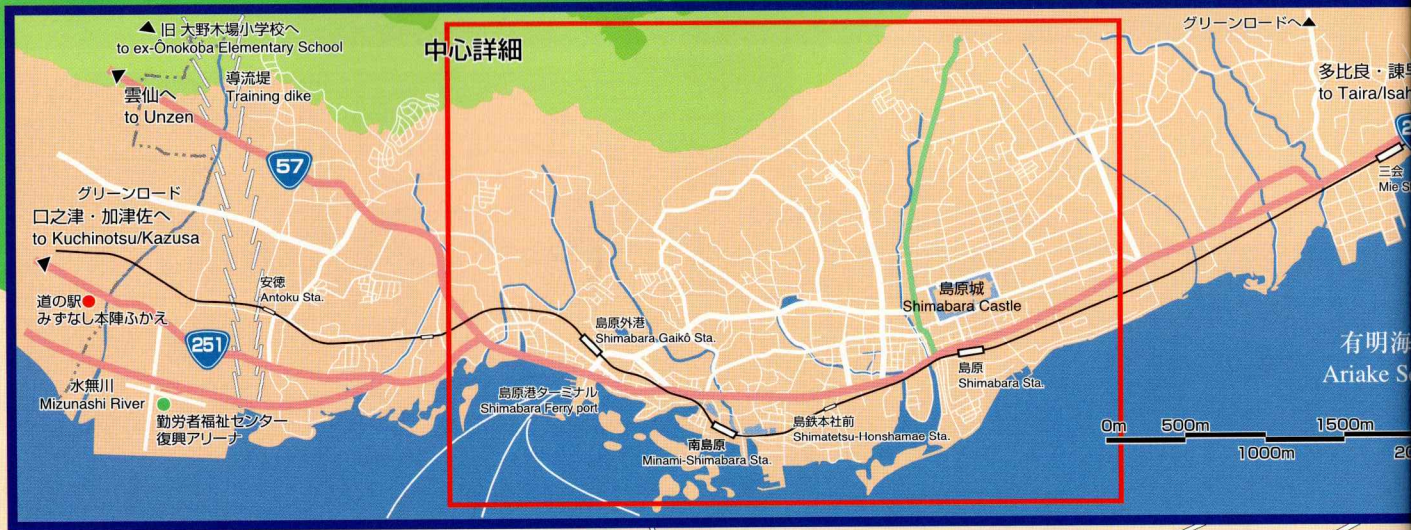 旧 大野木場小学校へ
to ex-Ônokoba Elementary School
中心詳細
グリーンロードへ
導流堤
Training dike
雲仙へ
to Unzen
多比良・諫
to Taira/Isah
57
グリーンロード
口之津・加津佐へ
to Kuchinotsu/Kazusa
三会
Mie S
安徳
Antoku Sta.
道の駅
みずなし本陣ふかえ
島原城
Shimabara Castle
島原外港
Shimabara Gaikô Sta.
251
有明海
Ariake Se
島原
Shimabara Sta.
水無川
Mizunashi River
島原港ターミナル
Shimabara Ferry port
勤労者福祉センター
復興アリーナ
島鉄本社前
Shimatetsu-Honshamae Sta.
南島原
Minami-Shimabara Sta.
0m 500m 1500m
1000m 20